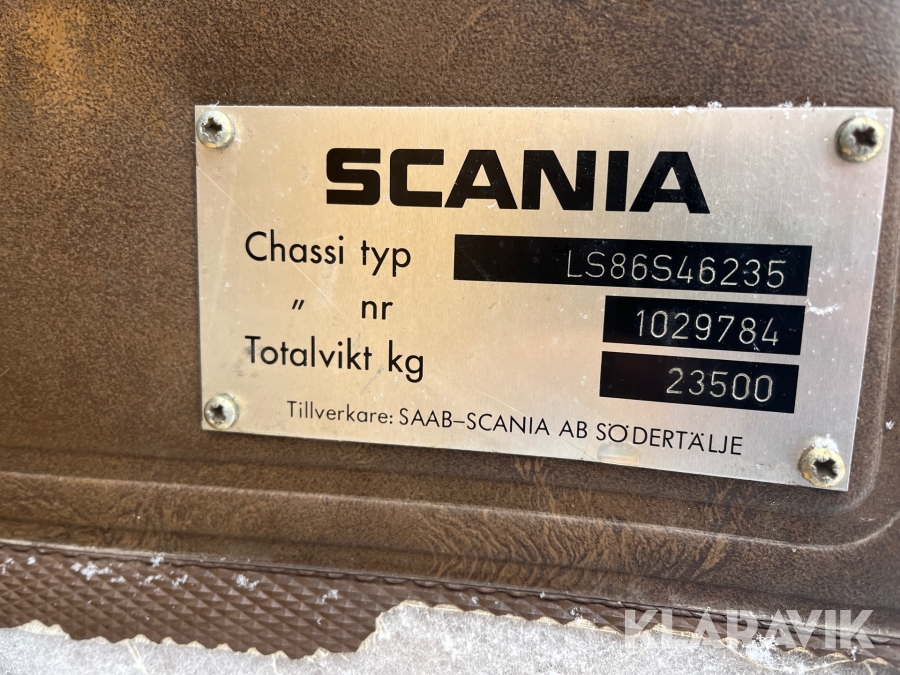 SCANIA
Chassi typ LS86S46235
" nr 1029784
Totalvikt kg 23500
Tillverkare: SAAB-SCANIA AB SÖDERTÄLJE
KLARAVIK